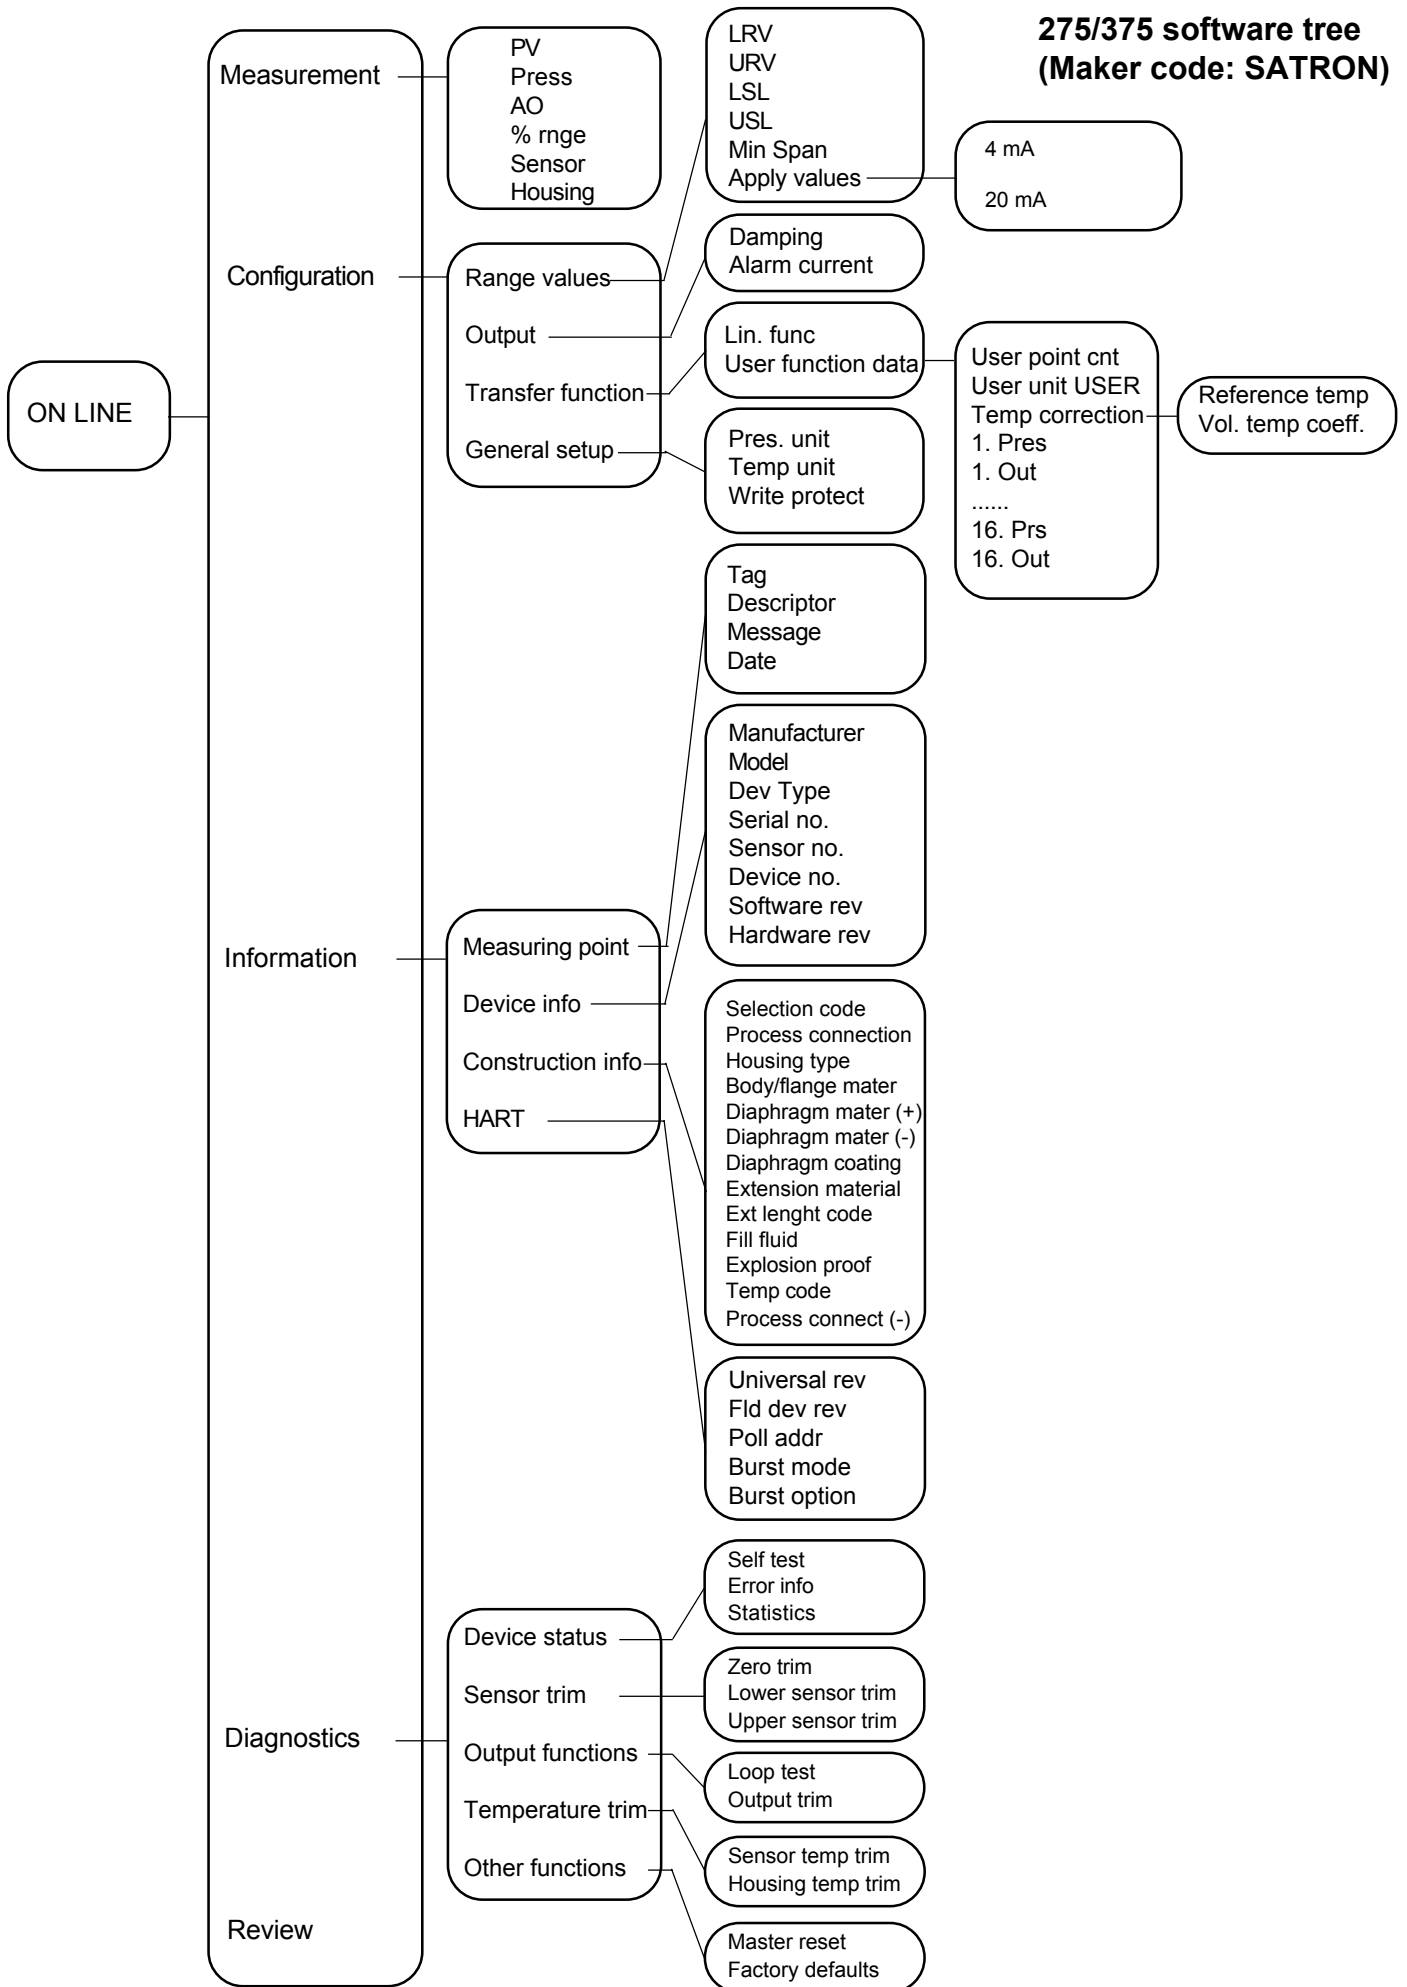 275/375 software tree
(Maker code: SATRON)
ON LINE
Measurement
Configuration
Information
Diagnostics
Review
PV
Press
AO
% rnge
Sensor
Housing
Range values
Output
Transfer function
General setup
LRV
URV
LSL
USL
Min Span
Apply values
4 mA
20 mA
Damping
Alarm current
Lin. func
User function data
User point cnt
User unit USER
Temp correction
1. Pres
1. Out
......
16. Prs
16. Out
Reference temp
Vol. temp coeff.
Pres. unit
Temp unit
Write protect
Measuring point
Device info
Construction info
HART
Tag
Descriptor
Message
Date
Manufacturer
Model
Dev Type
Serial no.
Sensor no.
Device no.
Software rev
Hardware rev
Selection code
Process connection
Housing type
Body/flange mater
Diaphragm mater (+)
Diaphragm mater (-)
Diaphragm coating
Extension material
Ext lenght code
Fill fluid
Explosion proof
Temp code
Process connect (-)
Universal rev
Fld dev rev
Poll addr
Burst mode
Burst option
Device status
Sensor trim
Output functions
Temperature trim
Other functions
Self test
Error info
Statistics
Zero trim
Lower sensor trim
Upper sensor trim
Loop test
Output trim
Sensor temp trim
Housing temp trim
Master reset
Factory defaults